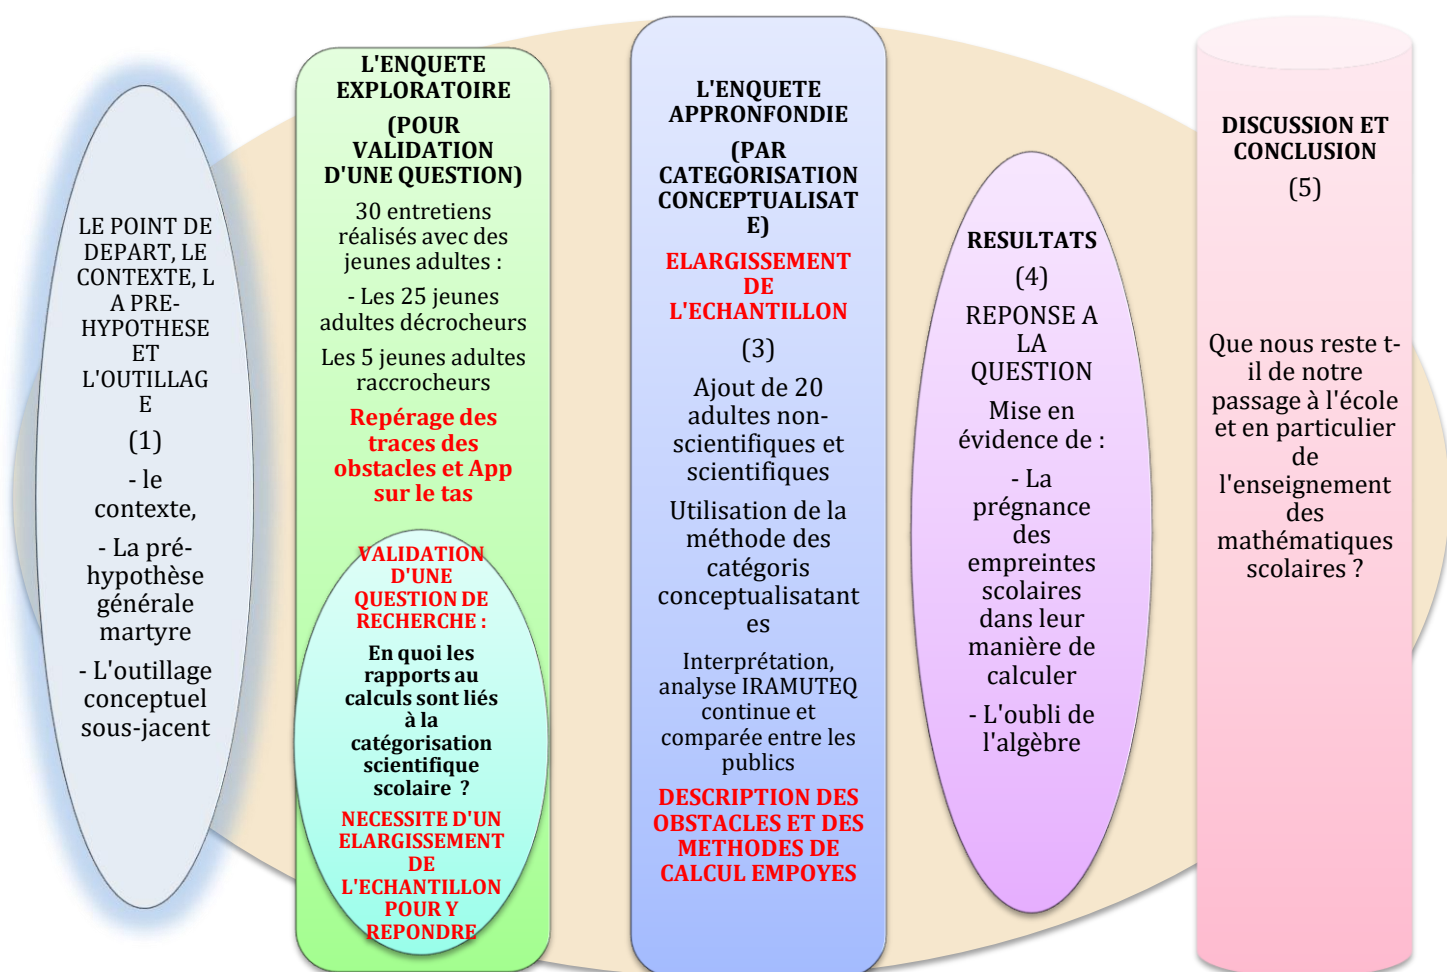 LE POINT DE
DEPART, LE
CONTEXTE, L
A PRE-
HYPOTHESE
ET
L'OUTILLAG
E
(1)
- le
contexte,
- La pré-
hypothèse
générale
martyre
- L'outillage
conceptuel
sous-jacent
L'ENQUETE
EXPLORATOIRE
(POUR
VALIDATION
D'UNE QUESTION)
30 entretiens
réalisés avec des
jeunes adultes :
- Les 25 jeunes
adultes décrocheurs
Les 5 jeunes adultes
raccrocheurs
Repérage des
traces des
obstacles et App
sur le tas
VALIDATION
D'UNE
QUESTION DE
RECHERCHE :
En quoi les
rapports au
calculs sont liés
à la
catégorisation
scientifique
scolaire ?
NECESSITE D'UN
ELARGISSEMENT
DE
L'ECHANTILLON
POUR Y
REPONDRE
L'ENQUETE
APPRONFONDIE
(PAR
CATEGORISATION
CONCEPTUALISAT
E)
ELARGISSEMENT
DE
L'ECHANTILLON
(3)
Ajout de 20
adultes non-
scientifiques et
scientifiques
Utilisation de la
méthode des
catégoris
conceptualisatant
es
Interprétation,
analyse IRAMUTEQ
continue et
comparée entre les
publics
DESCRIPTION DES
OBSTACLES ET DES
METHODES DE
CALCUL EMPOYES
RESULTATS
(4)
REPONSE A
LA
QUESTION
Mise en
évidence de :
- La
prégnance
des
empreintes
scolaires
dans leur
manière de
calculer
- L'oubli de
l'algèbre
DISCUSSION ET
CONCLUSION
(5)
Que nous reste t-
il de notre
passage à l'école
et en particulier
de
l'enseignement
des
mathématiques
scolaires ?